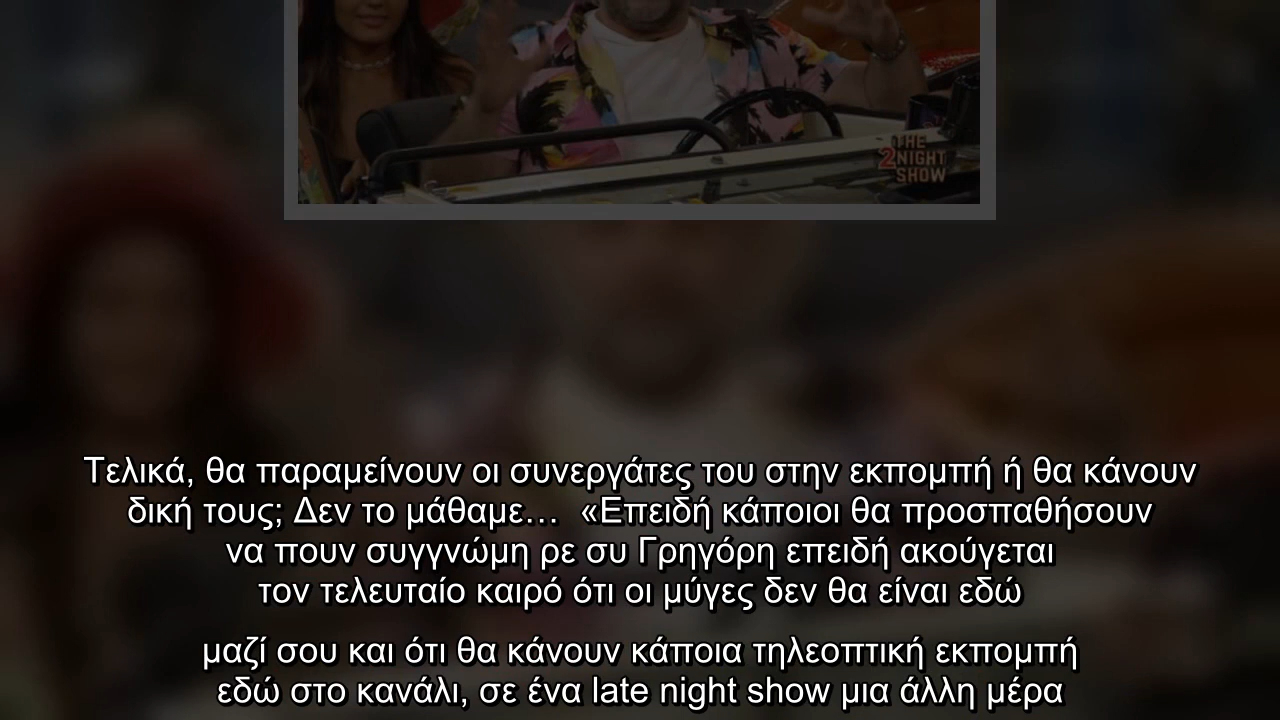 THE
2NIGHT
SHOW
Τελικά, θα παραμείνουν οι συνεργάτες του στην εκπομπή ή θα κάνουν
δική τους; Δεν το μάθαμε… «Επειδή κάποιοι θα προσπαθήσουν
να πουν συγγνώμη ρε συ Γρηγόρη επειδή ακούγεται
τον τελευταίο καιρό ότι οι μύγες δεν θα είναι εδώ
μαζί σου και ότι θα κάνουν κάποια τηλεοπτική εκπομπή
εδώ στο κανάλι, σε ένα late night show μια άλλη μέρα